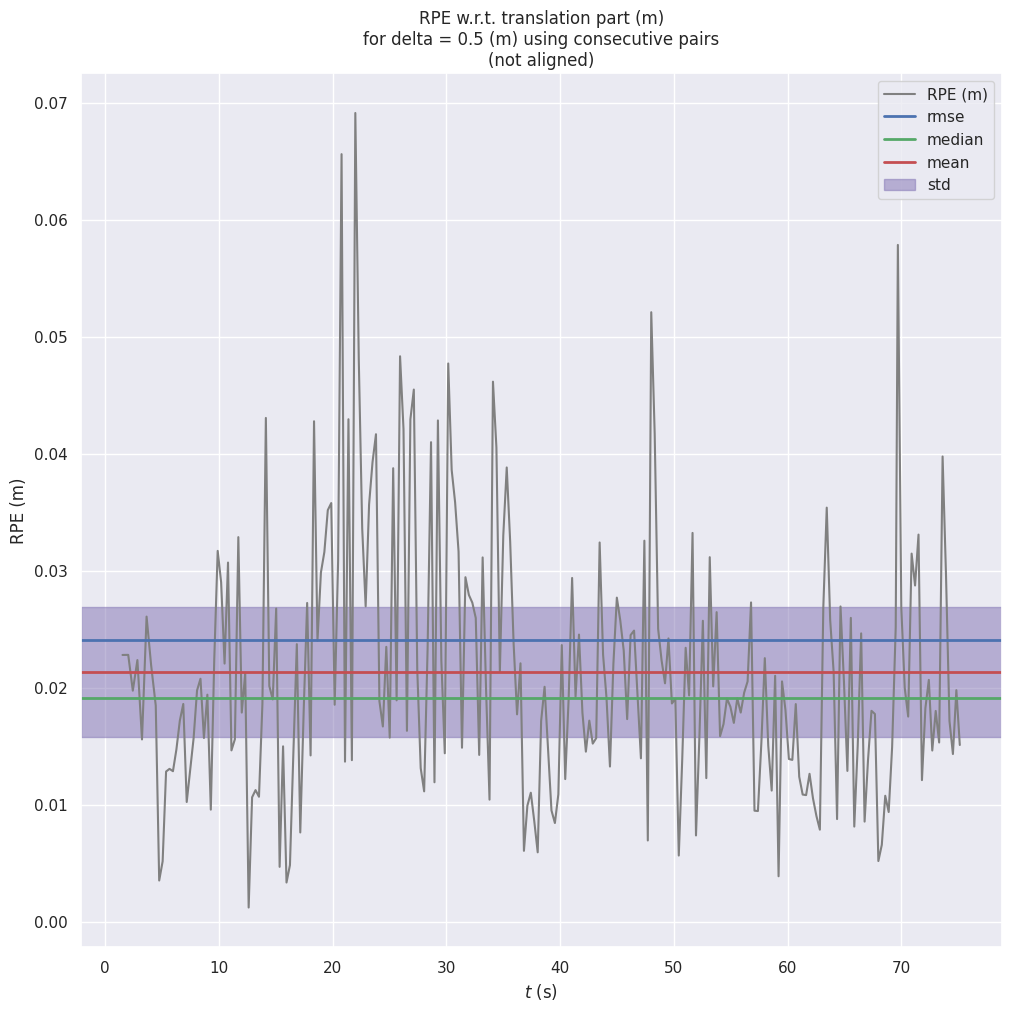 RPE w.r.t. translation part (m)
for delta = 0.5 (m) using consecutive pairs
(not aligned)
RPE (m)
rmse
median
mean
std
0.07
0.06
0.05
0.04
0.03
0.02
0.01
0.00
RPE (m)
0 10 20 30 40 50 60 70
t (s)